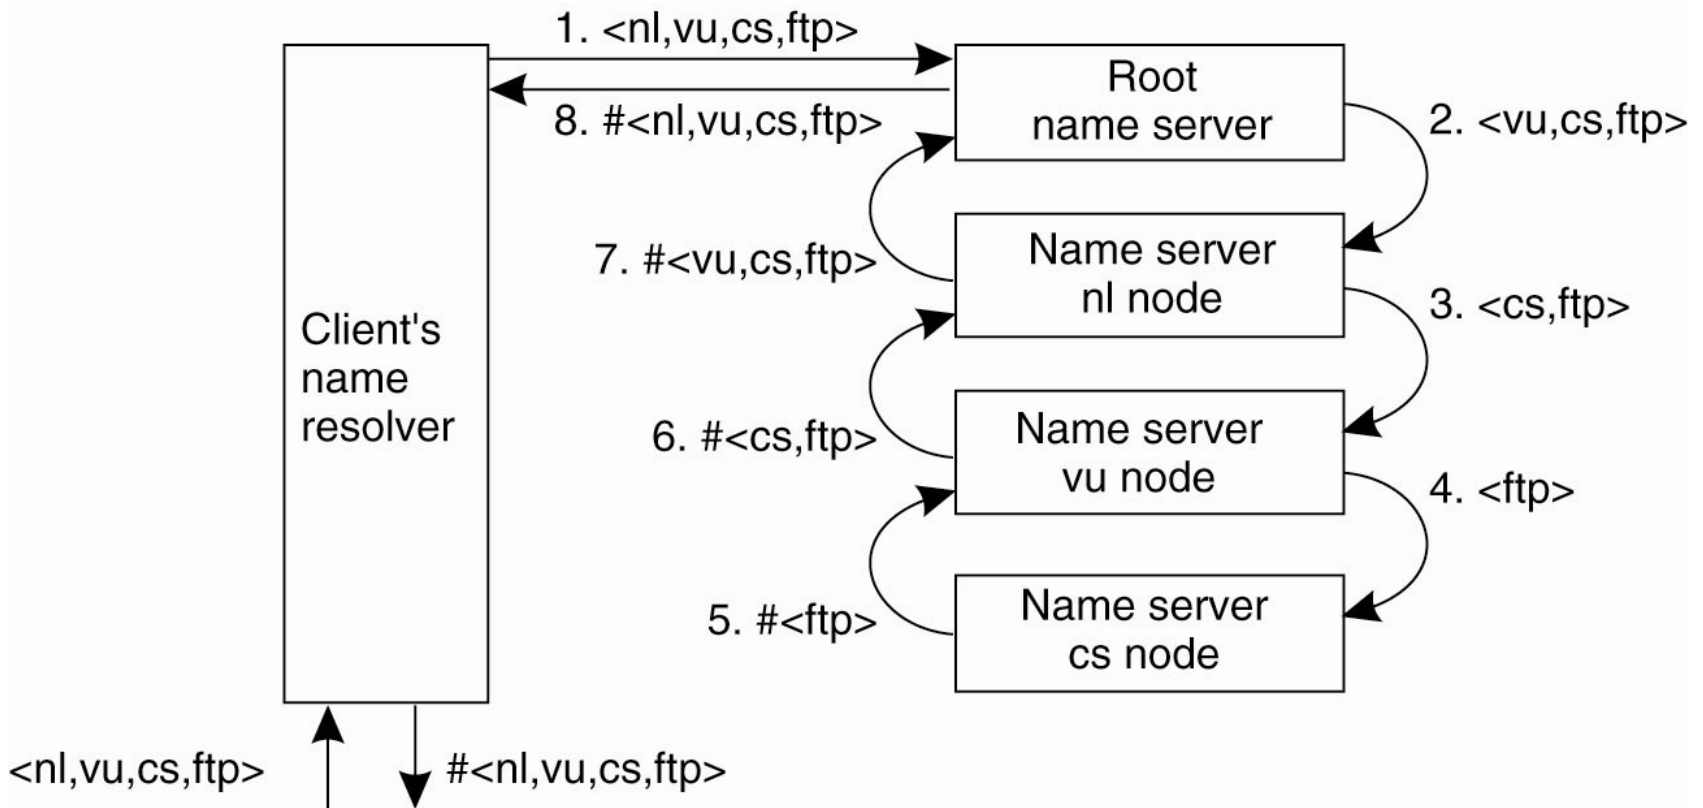 1. <nl,vu,cs,ftp>
Root
name server
8. #<nl,vu,cs,ftp>
2. <vu,cs,ftp>
7. #<vu,cs,ftp>
Name server
nl node
3. <cs,ftp>
Client's
name
resolver
6. #<cs,ftp>
Name server
vu node
4. <ftp>
5. #<ftp>
Name server
cs node
<nl,vu,cs,ftp>
#<nl,vu,cs,ftp>